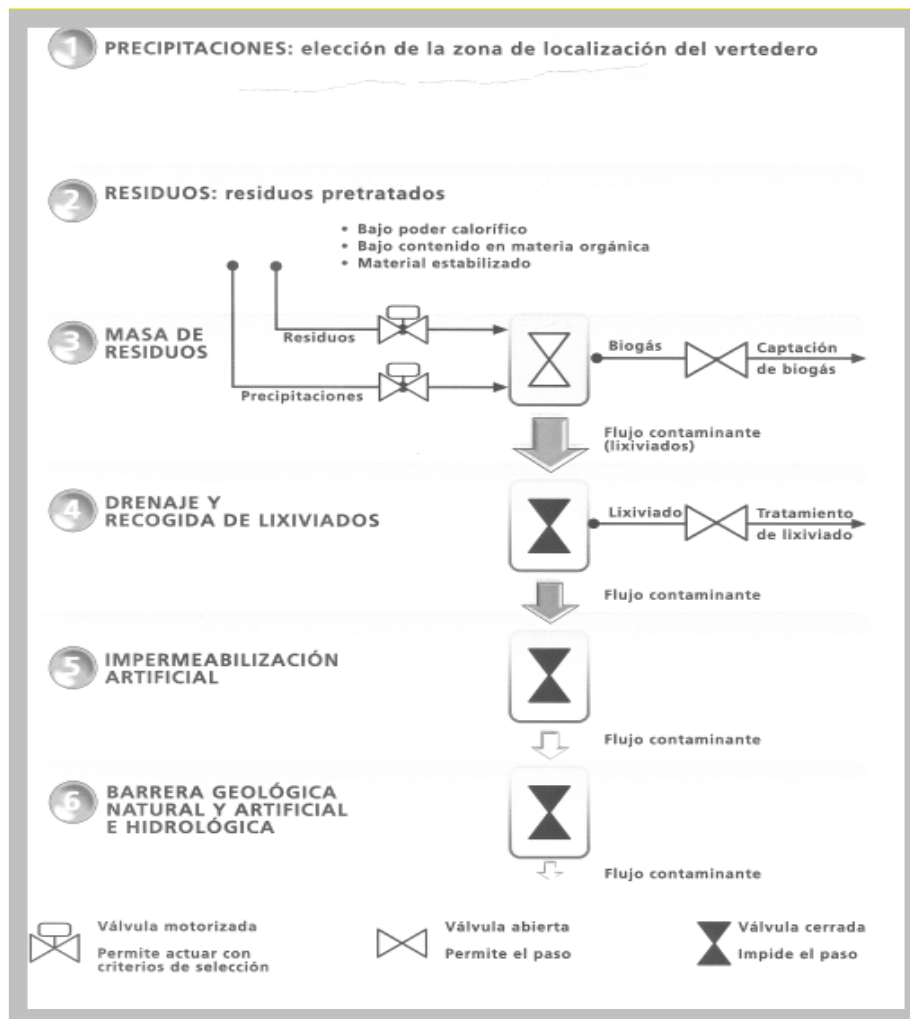 1 PRECIPITACIONES: elección de la zona de localización del vertedero
2 RESIDUOS: residuos pretratados
• Bajo poder calorífico
• Bajo contenido en materia orgánica
• Material estabilizado
3 MASA DE
RESIDUOS
Residuos
Precipitaciones
Biogás
Captación
de biogás
Flujo contaminante
(lixiviados)
4 DRENAJE Y
RECOGIDA DE LIXIVIADOS
Lixiviado
Tratamiento
de lixiviado
Flujo contaminante
5 IMPERMEABILIZACIÓN
ARTIFICIAL
Flujo contaminante
6 BARRERA GEOLÓGICA
NATURAL Y ARTIFICIAL
E HIDROLÓGICA
Flujo contaminante
Válvula motorizada
Permite actuar con
criterios de selección
Válvula abierta
Permite el paso
Válvula cerrada
Impide el paso